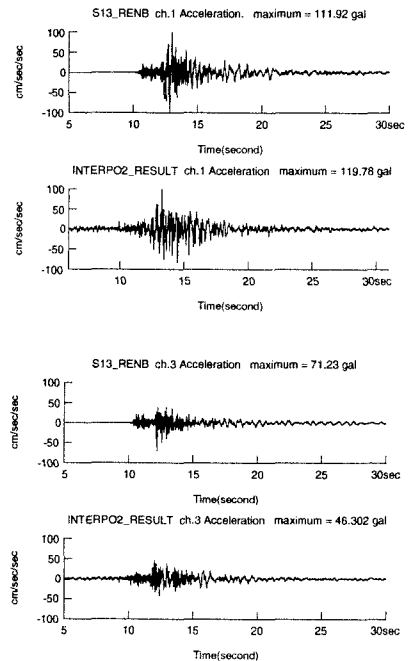 S13_RENB ch.1 Acceleration. maximum = 111.92 gal
cm/sec/sec
100
50
0
-50
-100
5 10 15 20 25 30sec
Time(second)
INTERPO2_RESULT ch.1 Acceleration maximum = 119.78 gal
cm/sec/sec
100
50
0
-50
-100
10 15 20 25 30sec
Time(second)
S13_RENB ch.3 Acceleration maximum = 71.23 gal
cm/sec/sec
100
50
0
-50
-100
5 10 15 20 25 30sec
Time(second)
INTERPO2_RESULT ch.3 Acceleration maximum = 46.302 gal
cm/sec/sec
100
50
0
-50
-100
5 10 15 20 25 30sec
Time(second)